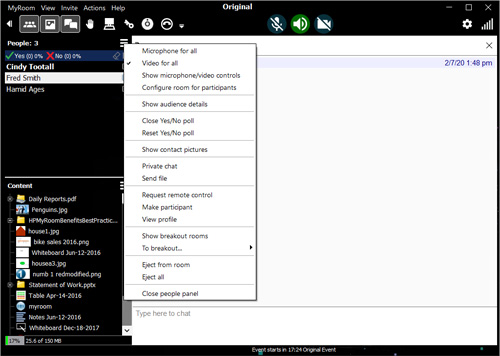 MyRoom View Invite Actions Help
Original
People: 3
Yes (0) 0% No (0) 0%
Cindy Tootall
Fred Smith
Hamid Ages
Microphone for all
Video for all
Show microphone/video controls
Configure room for participants
Show audience details
Close Yes/No poll
Reset Yes/No poll
Show contact pictures
Private chat
Send file
Request remote control
Make participant
View profile
Show breakout rooms
To breakout...
Eject from room
Eject all
Close people panel
2/7/20 1:48 pm
Content
Daily Reports.pdf
Penguins.jpg
HPMyRoomBenefitsBestPractic...
house1.jpg
bike sales 2016.png
Whiteboard Jun-12-2016
househa3.jpg
numb 1 redmodified.png
Statement of Work.pptx
Table Apr-14-2016
myroom
Notes Jun-12-2016
Whiteboard Dec-18-2017
Type here to chat
17% 25.6 of 150 MB
Event starts in 17:24 Original Event